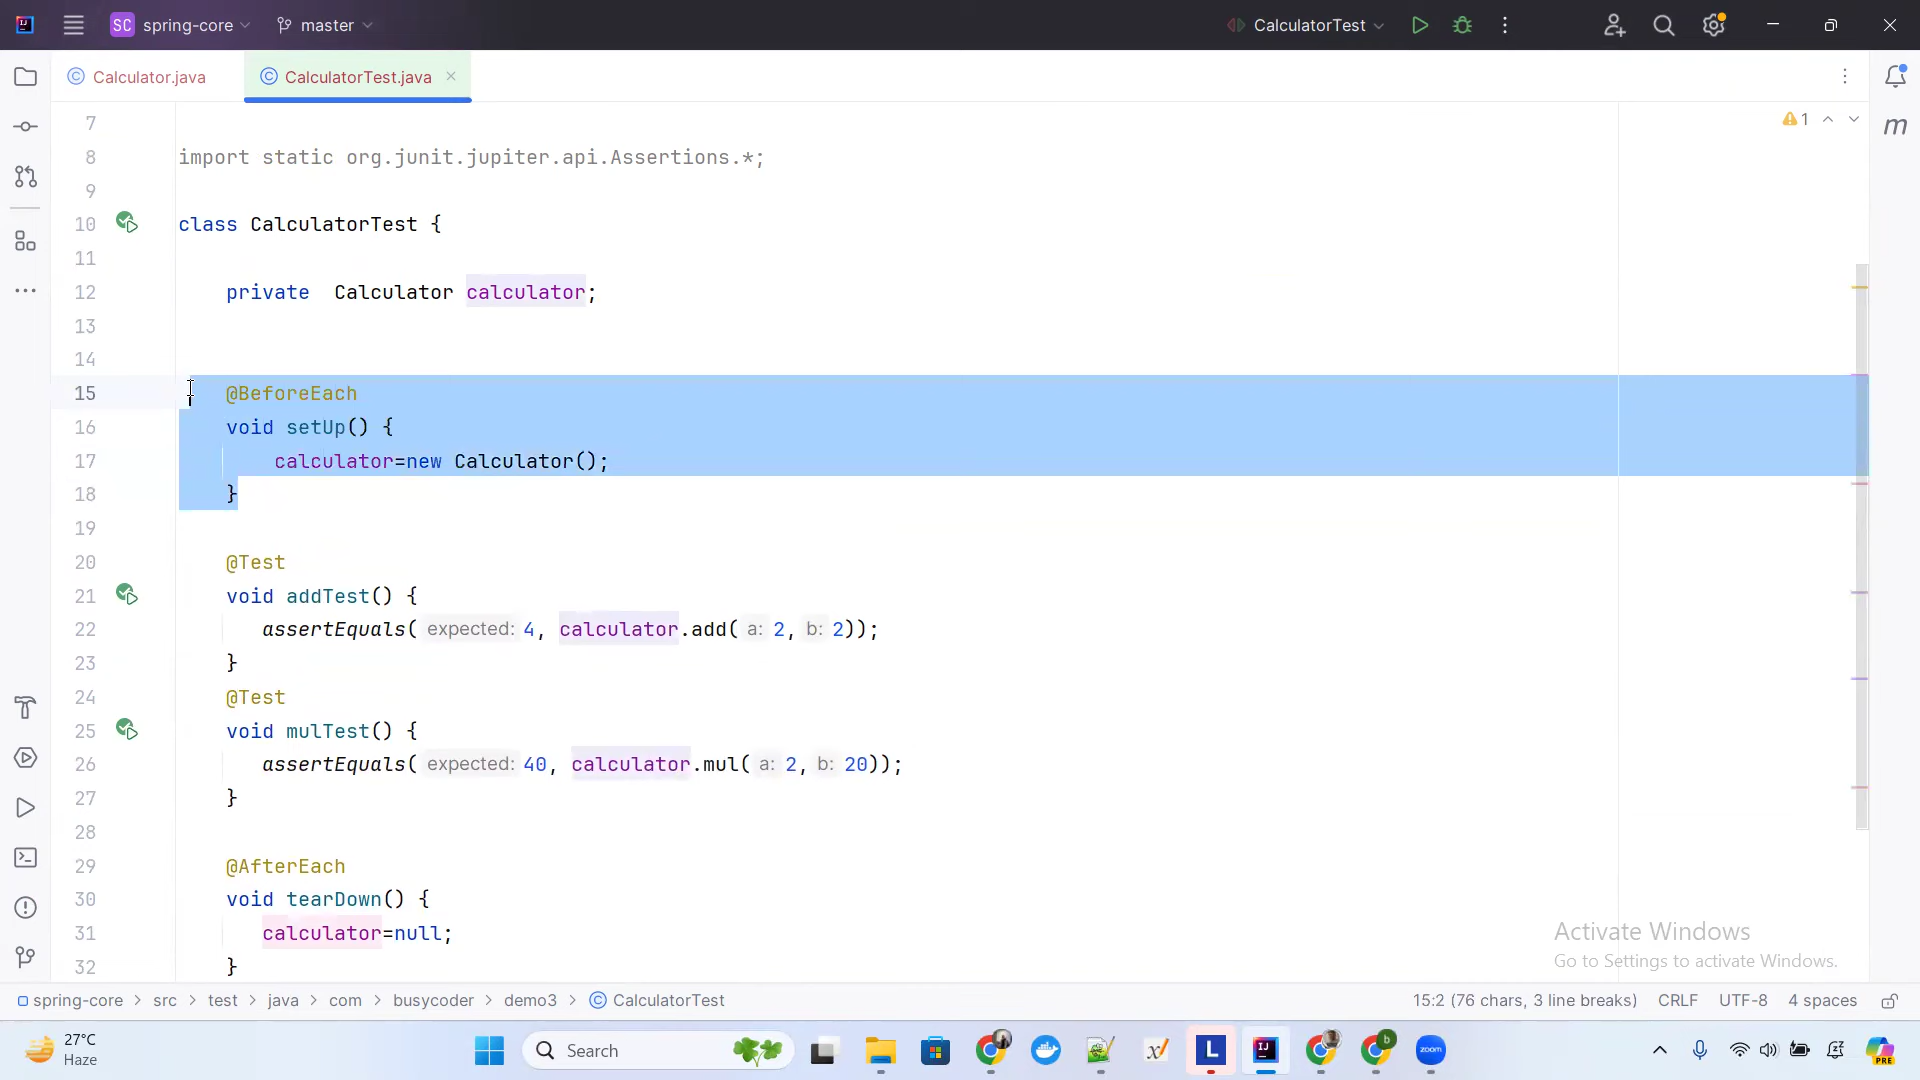 SC spring-core master CalculatorTest
Calculator.java CalculatorTest.java
7
8 import static org.junit.jupiter.api.Assertions.*;
9
10 class CalculatorTest {
11
12 private  Calculator calculator;
13
14
15 @BeforeEach
16 void setUp() {
17 calculator=new Calculator();
18 }
19
20 @Test
21 void addTest() {
22 assertEquals( expected: 4, calculator.add( a: 2, b: 2));
23 }
24 @Test
25 void mulTest() {
26 assertEquals( expected: 40, calculator.mul( a: 2, b: 20));
27 }
28
29 @AfterEach
30 void tearDown() {
31 calculator=null;
32 }
1
m
Activate Windows
Go to Settings to activate Windows.
spring-core > src > test > java > com > busycoder > demo3 > CalculatorTest
15:2 (76 chars, 3 line breaks) CRLF UTF-8 4 spaces
27°C
Haze
Search
L
IJ
b
zoom
PRE